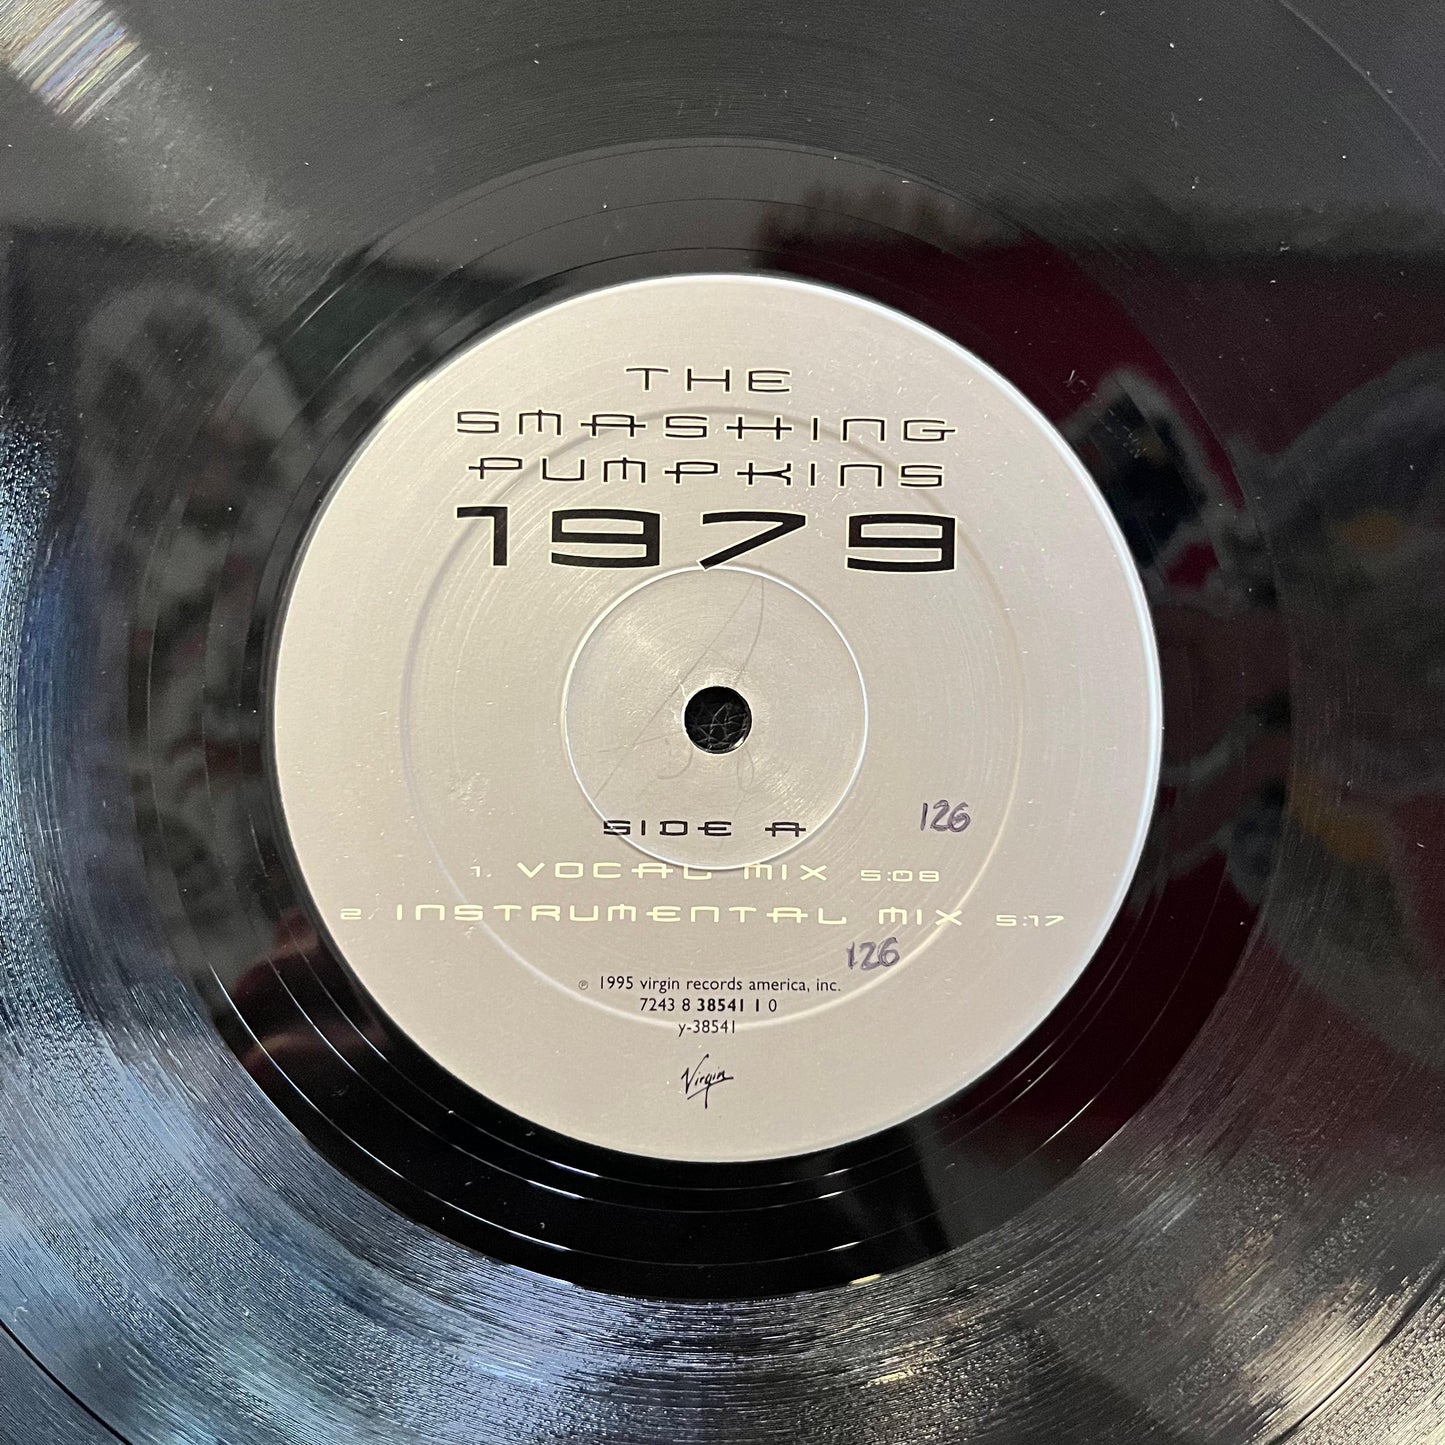 THE
SMASHING
PUMPKINS
1979
SIDE A
126
1. VOCAL MIX 5:08
2. INSTRUMENTAL MIX 5:17
126
℗ 1995 virgin records america, inc.
7243 8 38541 1 0
y-38541
Virgin